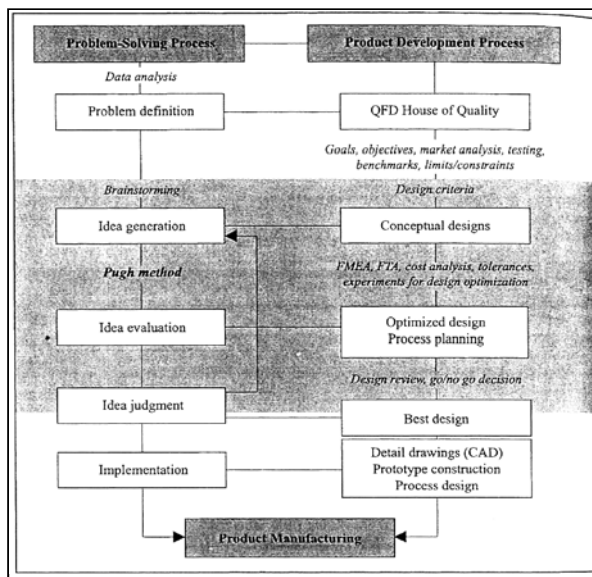 Problem-Solving Process
Product Development Process
Data analysis
Problem definition
QFD House of Quality
Goals, objectives, market analysis, testing,
benchmarks, limits/constraints
Brainstorming
Design criteria
Idea generation
Conceptual designs
Pugh method
FMEA, FTA, cost analysis, tolerances,
experiments for design optimization
Idea evaluation
Optimized design
Process planning
Design review, go/no go decision
Idea judgment
Best design
Implementation
Detail drawings (CAD)
Prototype construction
Process design
Product Manufacturing